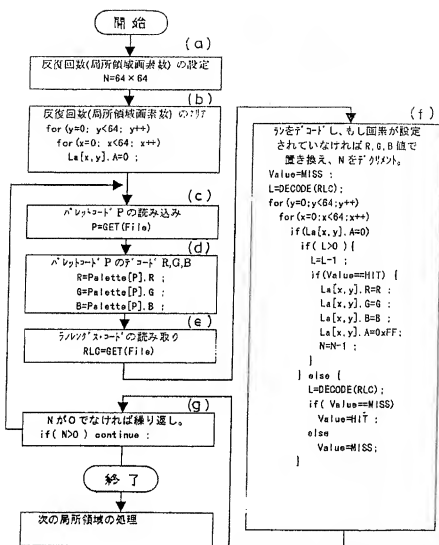 開始
(a)
反復回数(局所領域画素数) の設定
N=64×64
(b)
反復回数(局所領域画素数) のクリア
for (y=0; y<64; y++)
for (x=0; x<64; x++)
La[x,y].A=0 ;
(c)
パレットコード P の読み込み
P=GET(File)
(d)
パレットコード P のデコード R,G,B
R=Palette[P].R ;
G=Palette[P].G ;
B=Palette[P].B ;
(e)
ランレングス・コードの読み取り
RLC=GET(File)
(g)
Nが0でなければ繰り返し。
if( N>0 ) continue ;
終了
次の局所領域の処理
(f)
ランをデコードし、もし画素が設定
されていなければ R,G,B 値で
置き換え、Nをデクリメント。
Value=MISS ;
L=DECODE(RLC);
for(y=0;y<64;y++)
for(x=0;x<64;x++)
if(La[x,y].A=0)
if( L>0 ) {
L=L-1 ;
if(Value==HIT) {
La[x,y].R=R ;
La[x,y].G=G ;
La[x,y].B=B ;
La[x,y].A=0xFF;
N=N-1 ;
}
} else {
L=DECODE(RLC);
if( Value==MISS)
Value=HIT ;
else
Value=MISS;
}